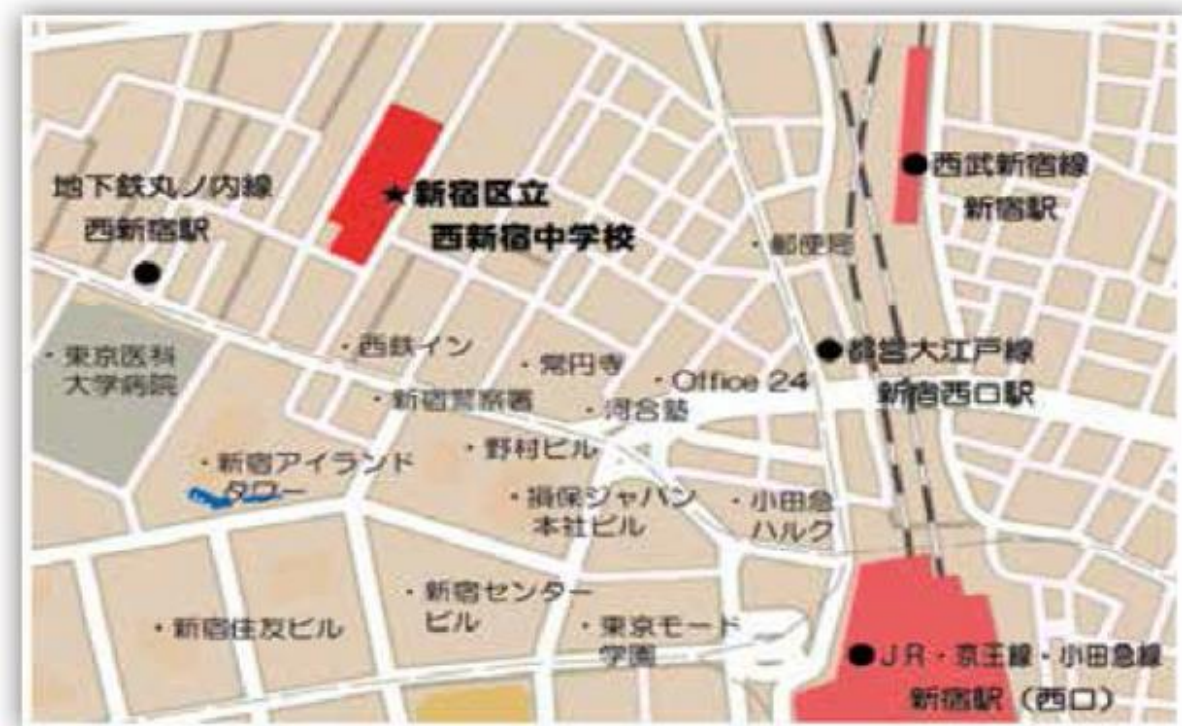 西武新宿線
新宿駅
地下鉄丸ノ内線
西新宿駅
★新宿区立
西新宿中学校
・郵便局
・東京医科
大学病院
・西鉄イン
・常円寺
・Office 24
都営大江戸線
新宿西口駅
・新宿警察署
・河合塾
・野村ビル
・新宿アイランド
タワー
・損保ジャパン
本社ビル
・小田急
ハルク
・新宿センター
ビル
・新宿住友ビル
・東京モード
学園
JR・京王線・小田急線
新宿駅（西口）